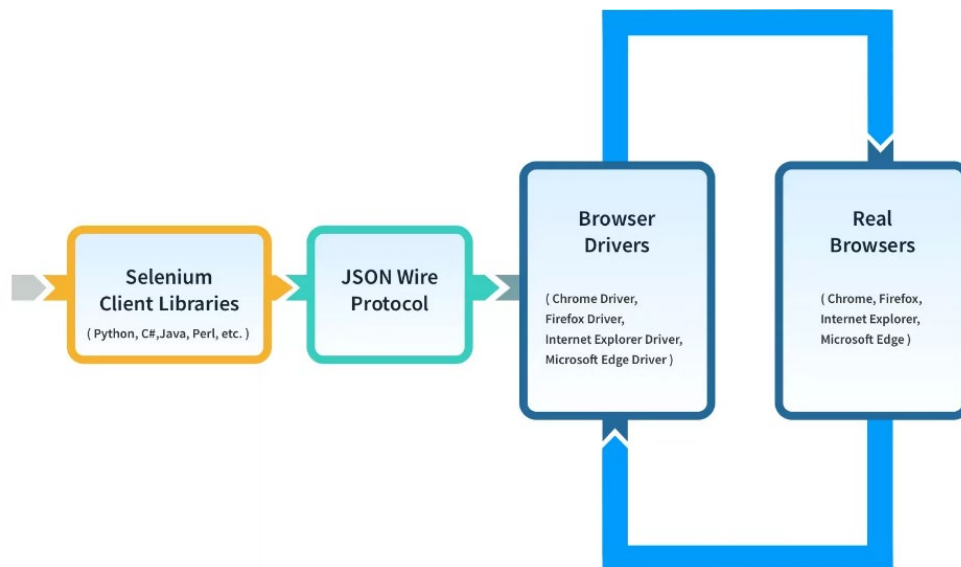 Selenium
Client Libraries
( Python, C#,Java, Perl, etc. )
JSON Wire
Protocol
Browser
Drivers
( Chrome Driver,
Firefox Driver,
Internet Explorer Driver,
Microsoft Edge Driver )
Real
Browsers
( Chrome, Firefox,
Internet Explorer,
Microsoft Edge )